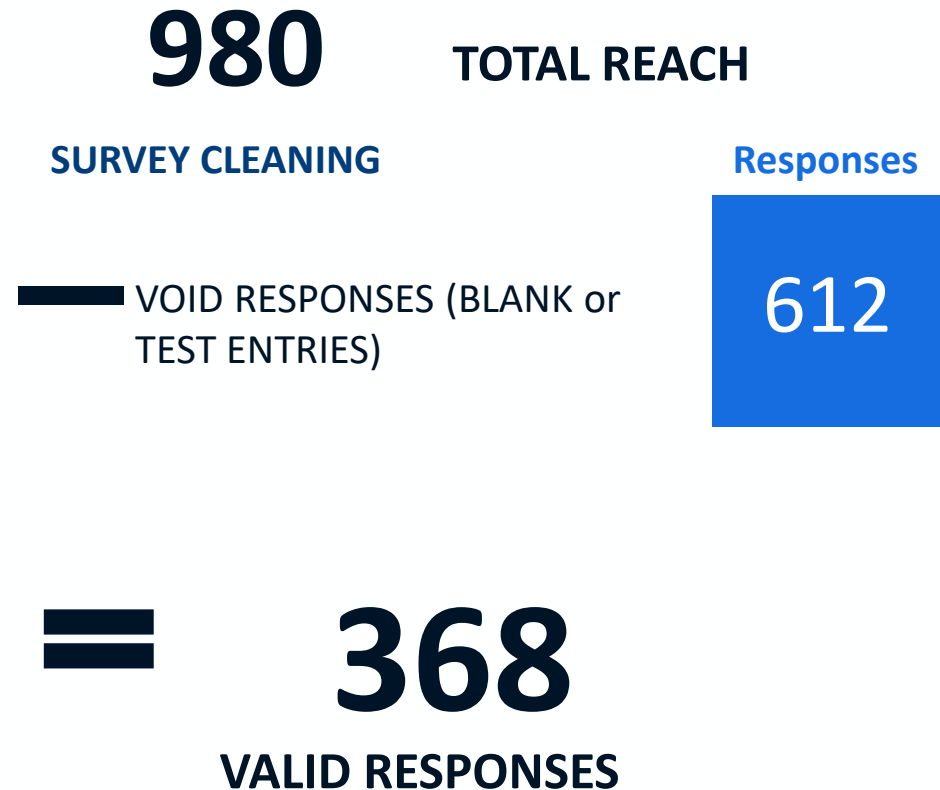 980 TOTAL REACH
SURVEY CLEANING Responses
VOID RESPONSES (BLANK or
TEST ENTRIES)
612
= 368
VALID RESPONSES